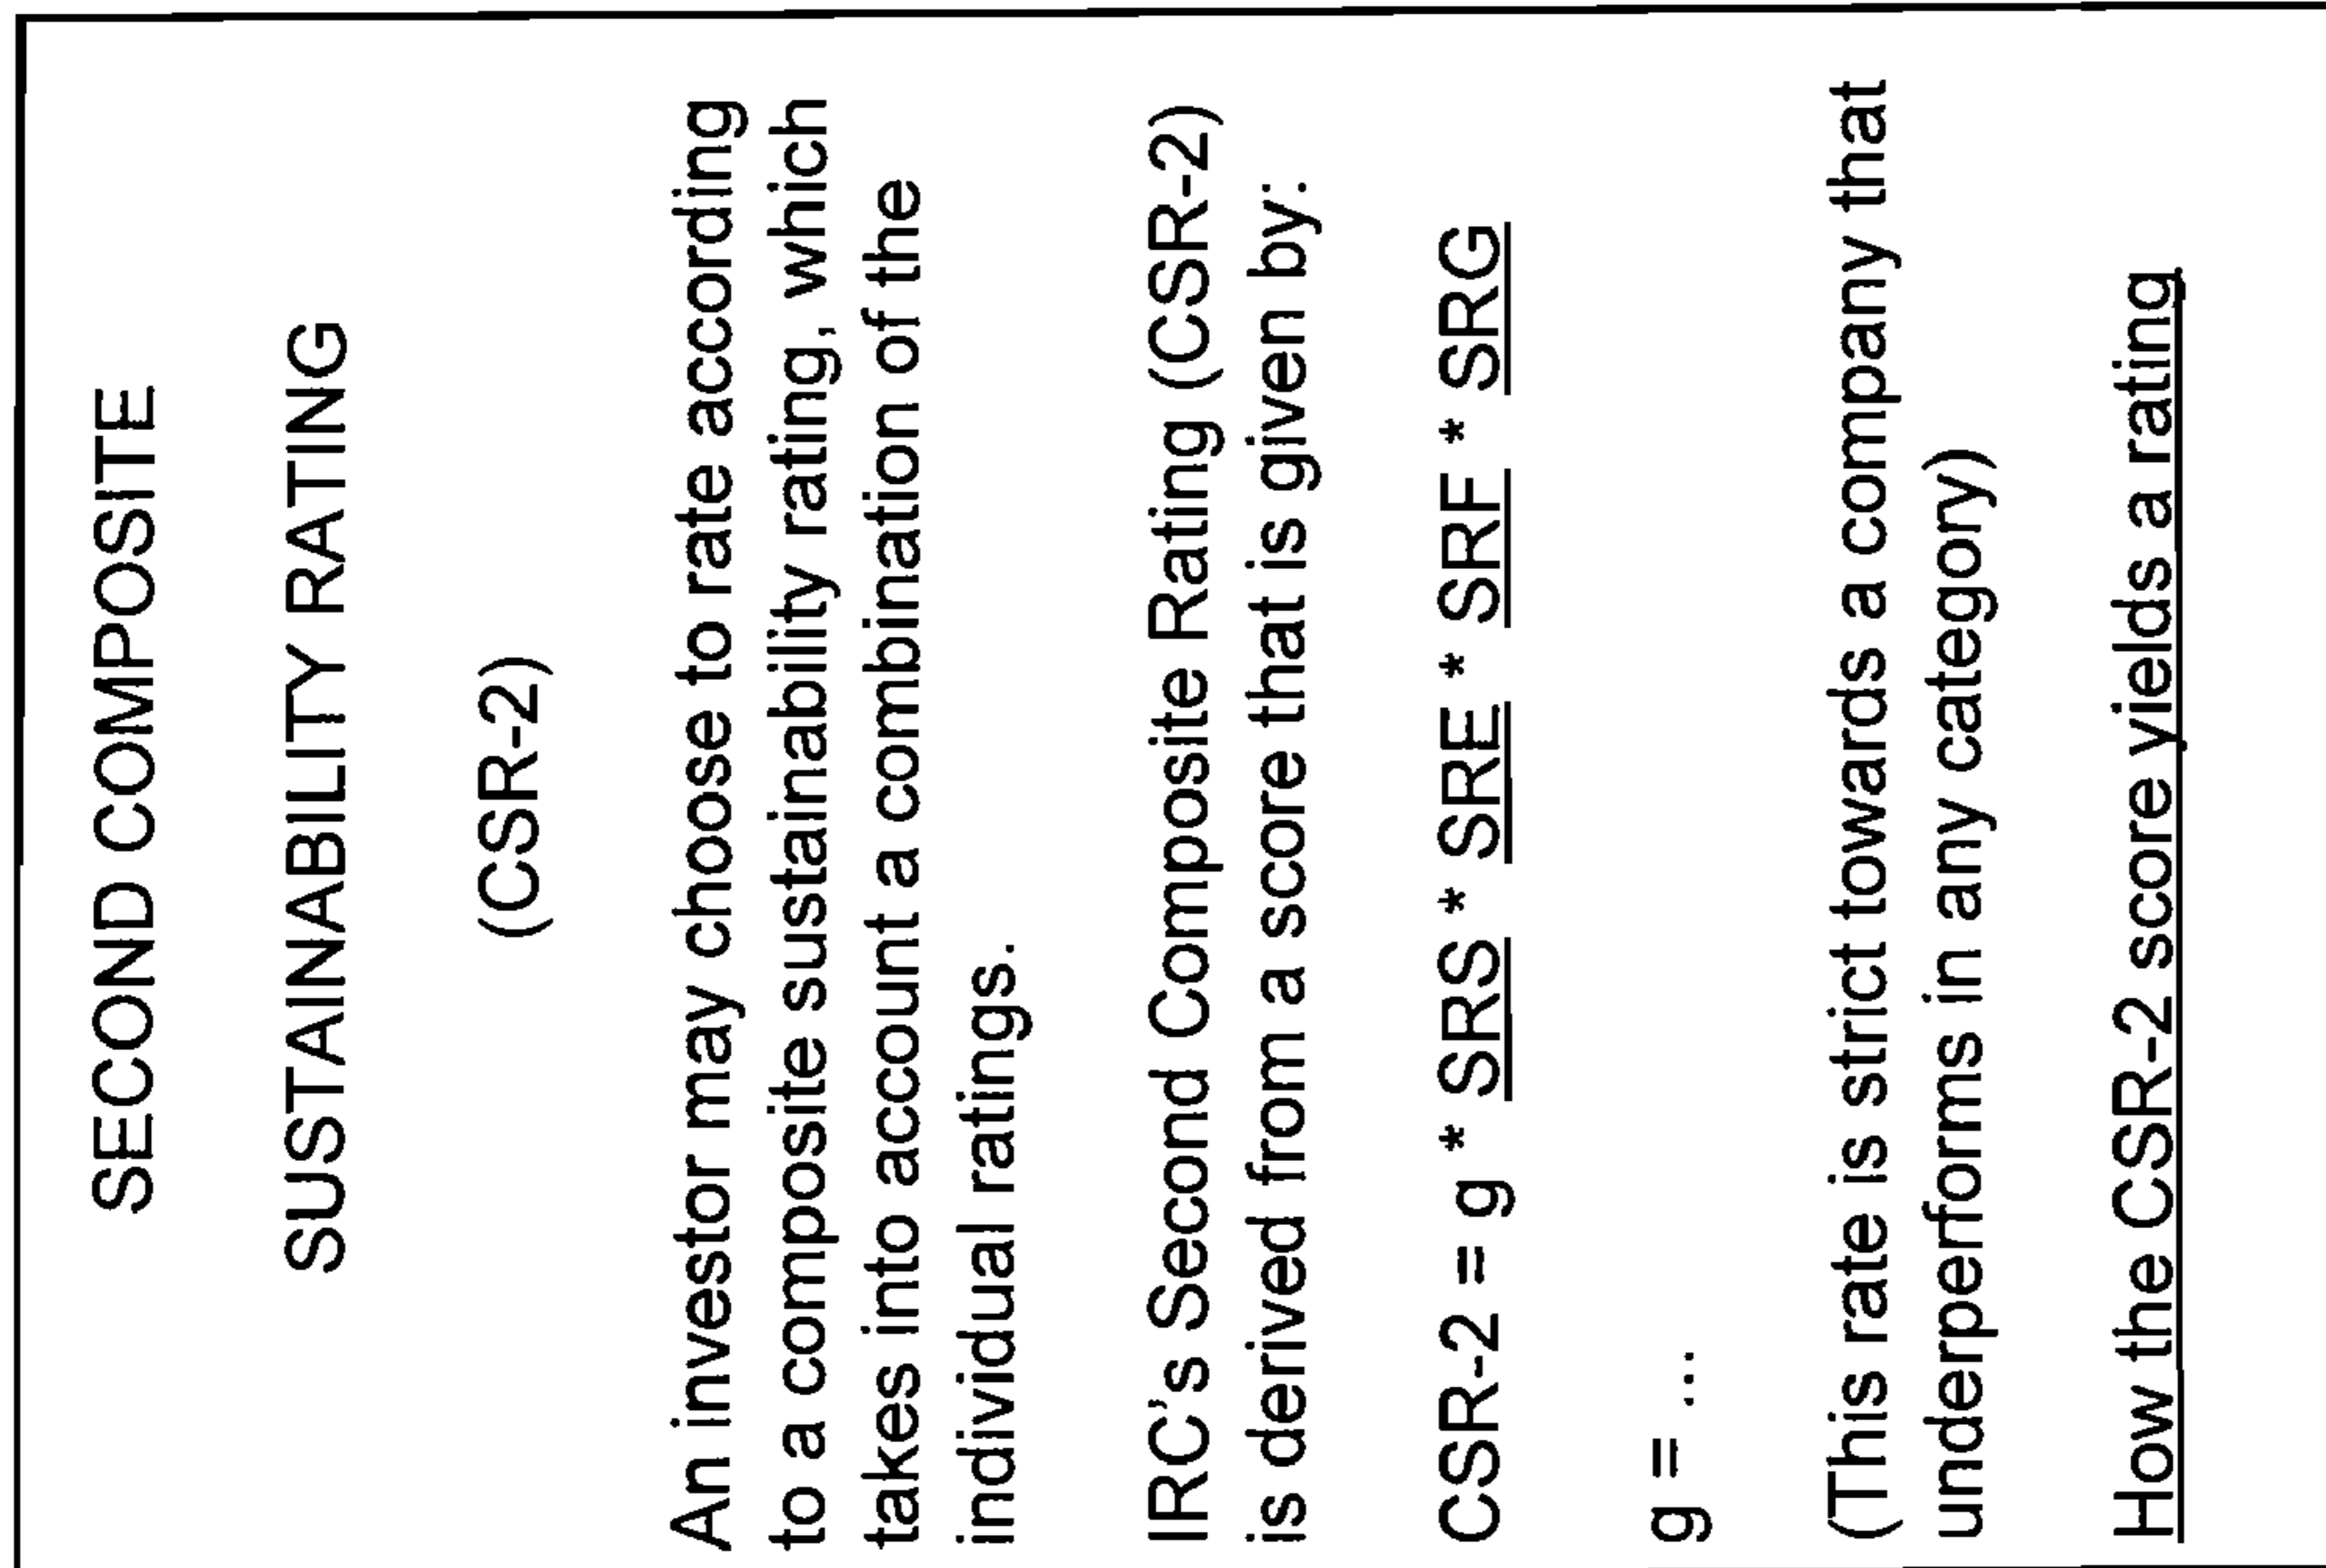 SECOND COMPOSITE
SUSTAINABILITY RATING
(CSR-2)
An investor may choose to rate according
to a composite sustainability rating, which
takes into account a combination of the
individual ratings.
IRC's Second Composite Rating (CSR-2)
is derived from a score that is given by:
CSR-2 = g * SRS * SRE * SRF * SRG
g = ...
(This rate is strict towards a company that
underperforms in any category)
How the CSR-2 score yields a rating